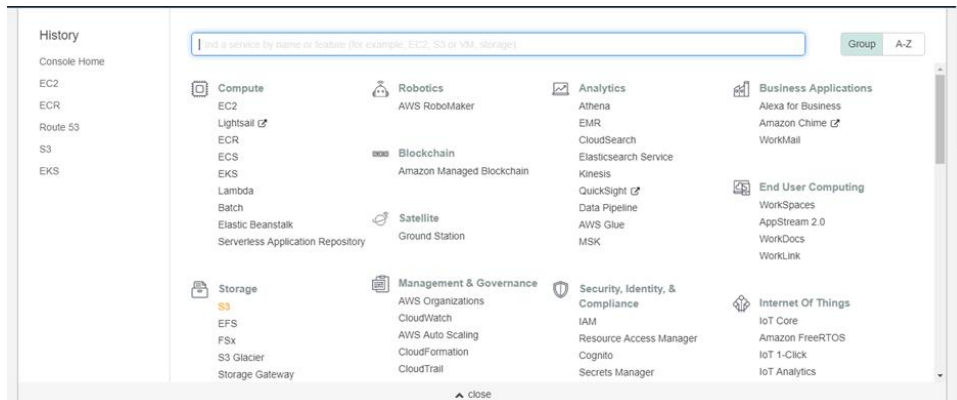 History
Console Home
EC2
ECR
Route 53
S3
EKS
Find a service by name or feature (for example, EC2, S3 or VM, storage).
Group
A-Z
Compute
EC2
Lightsail
ECR
ECS
EKS
Lambda
Batch
Elastic Beanstalk
Serverless Application Repository
Storage
S3
EFS
FSx
S3 Glacier
Storage Gateway
Robotics
AWS RoboMaker
Blockchain
Amazon Managed Blockchain
Satellite
Ground Station
Management & Governance
AWS Organizations
CloudWatch
AWS Auto Scaling
CloudFormation
CloudTrail
Analytics
Athena
EMR
CloudSearch
Elasticsearch Service
Kinesis
QuickSight
Data Pipeline
AWS Glue
MSK
Security, Identity, &
Compliance
IAM
Resource Access Manager
Cognito
Secrets Manager
Business Applications
Alexa for Business
Amazon Chime
WorkMail
End User Computing
WorkSpaces
AppStream 2.0
WorkDocs
WorkLink
Internet Of Things
IoT Core
Amazon FreeRTOS
IoT 1-Click
IoT Analytics
close